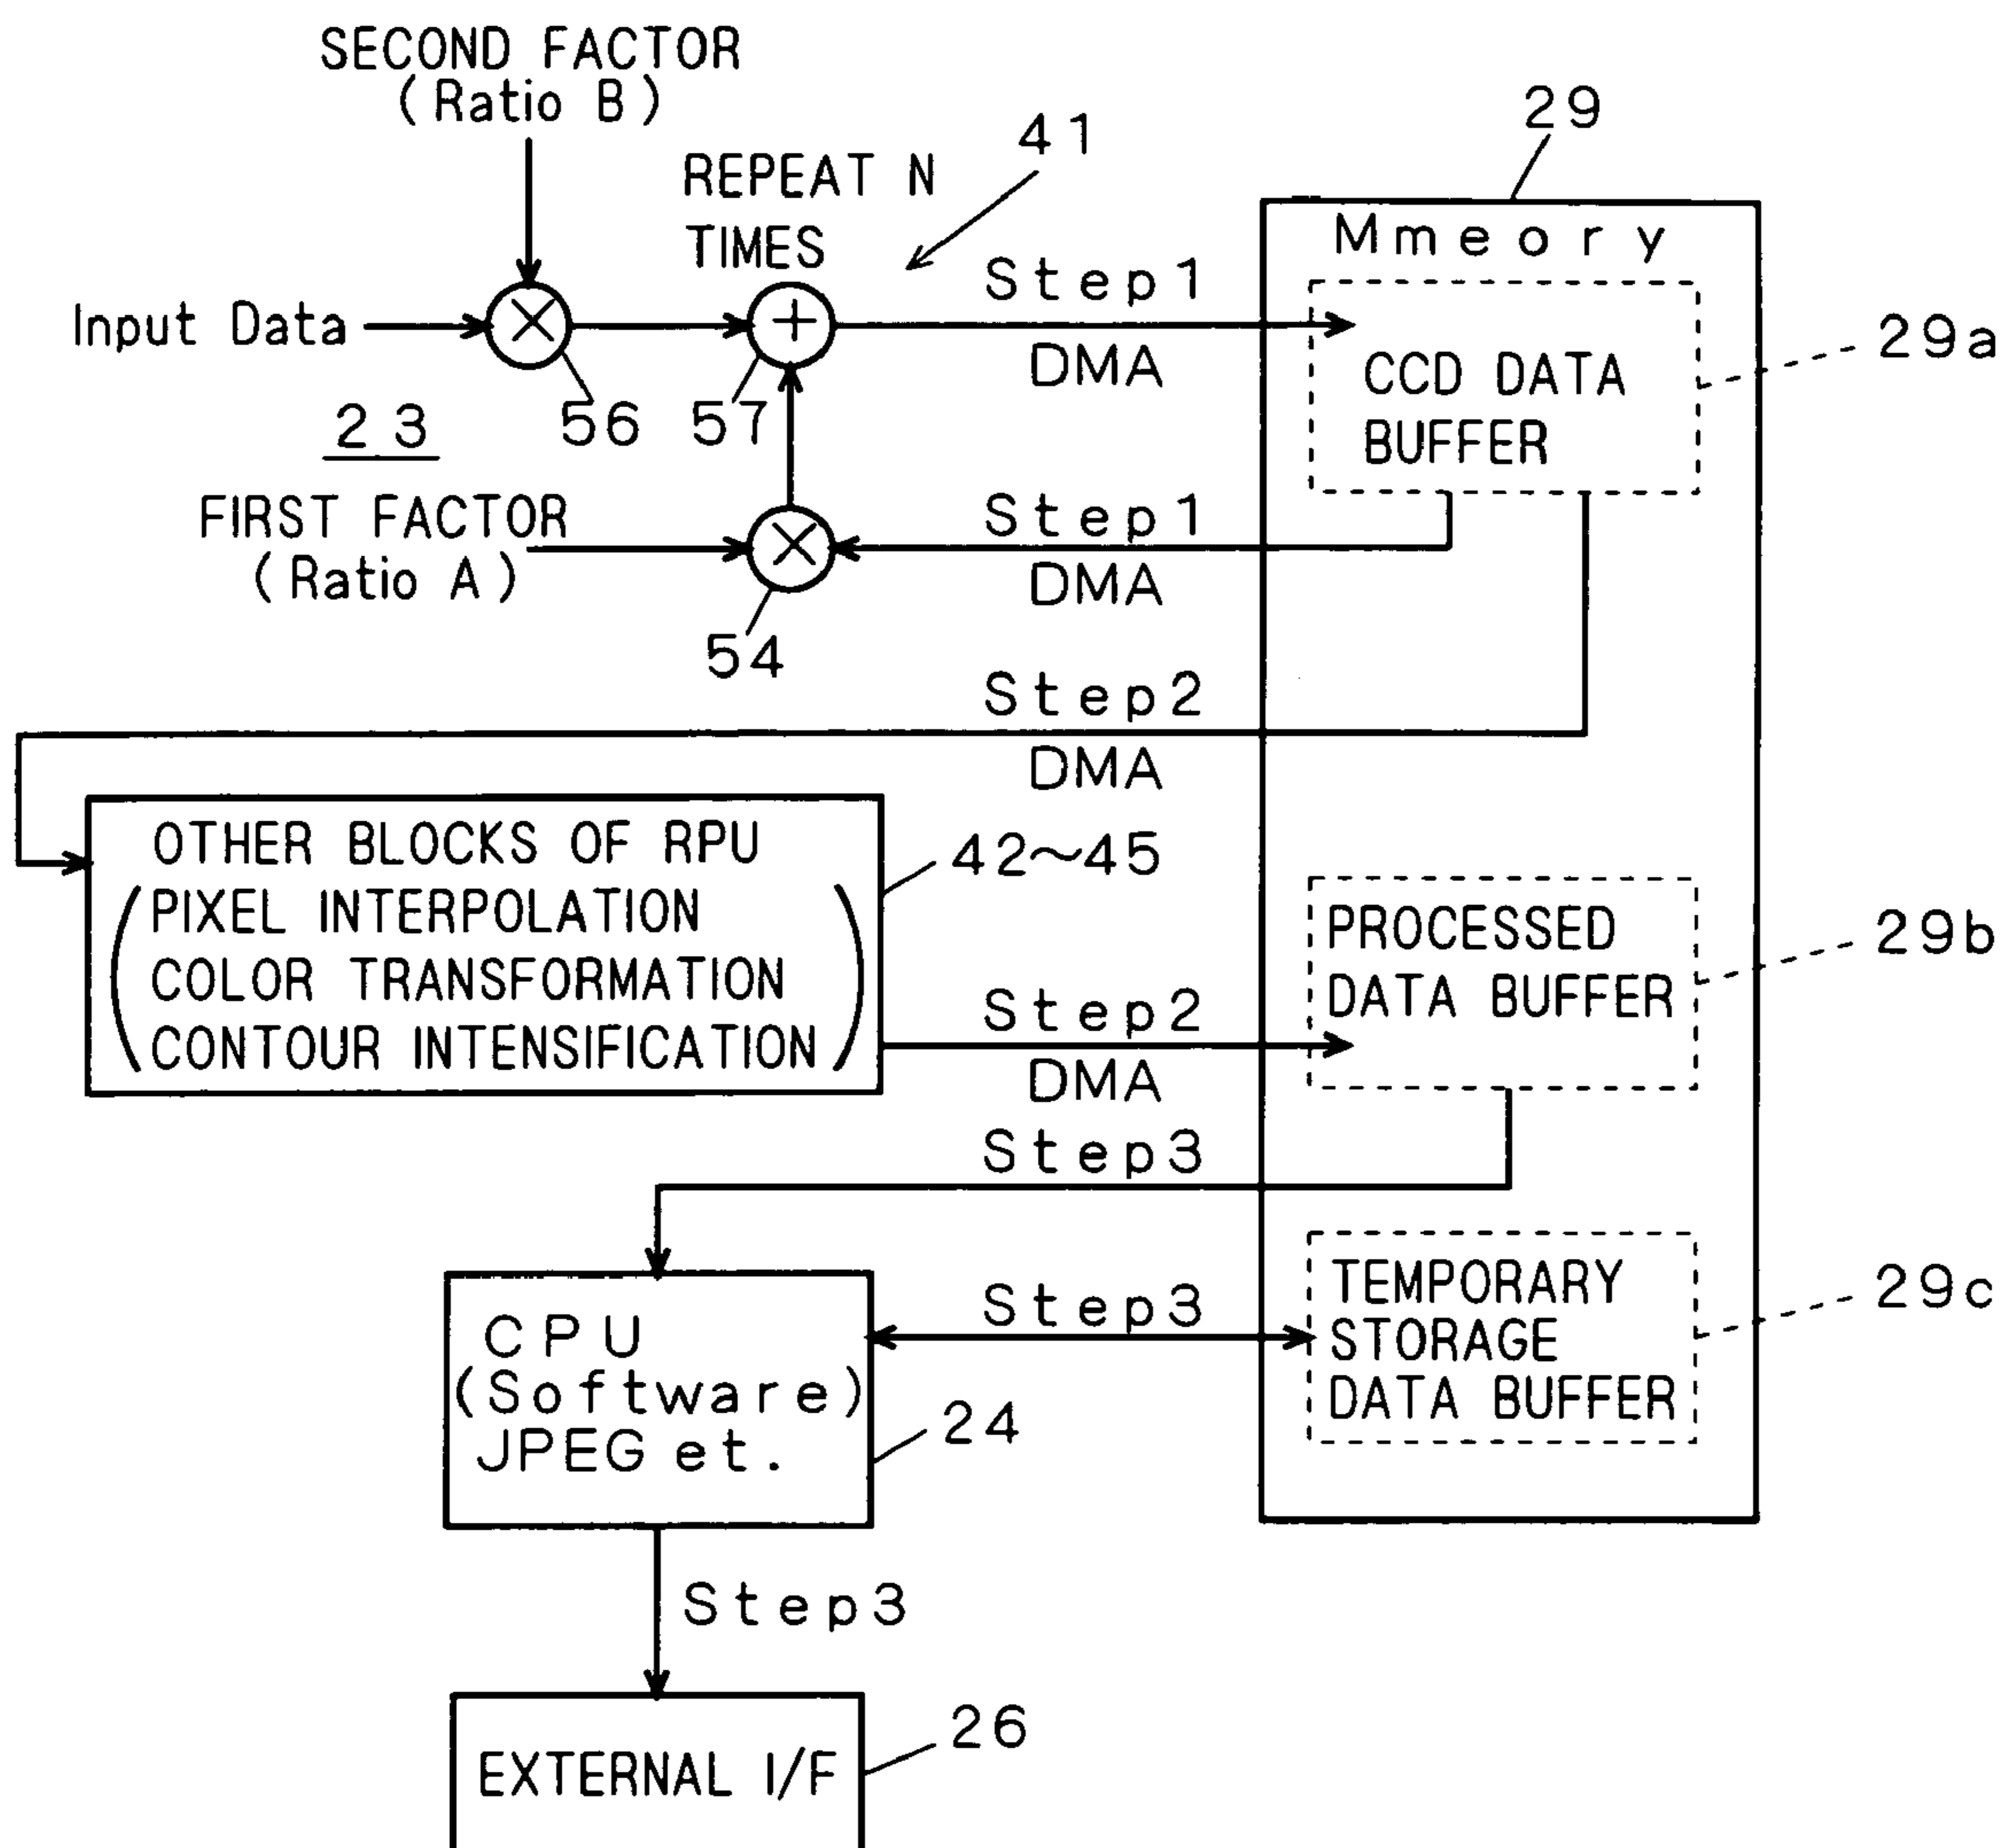 SECOND FACTOR
(Ratio B)
REPEAT N
TIMES
41
29
Mmeory
Input Data
×
+
Step1
DMA
CCD DATA
BUFFER
29a
56
57
23
FIRST FACTOR
(Ratio A)
×
Step1
DMA
54
Step2
DMA
OTHER BLOCKS OF RPU
(PIXEL INTERPOLATION
COLOR TRANSFORMATION
CONTOUR INTENSIFICATION)
42~45
PROCESSED
DATA BUFFER
29b
Step2
DMA
Step3
CPU
(Software)
JPEG et.
24
Step3
TEMPORARY
STORAGE
DATA BUFFER
29c
Step3
EXTERNAL I/F
26